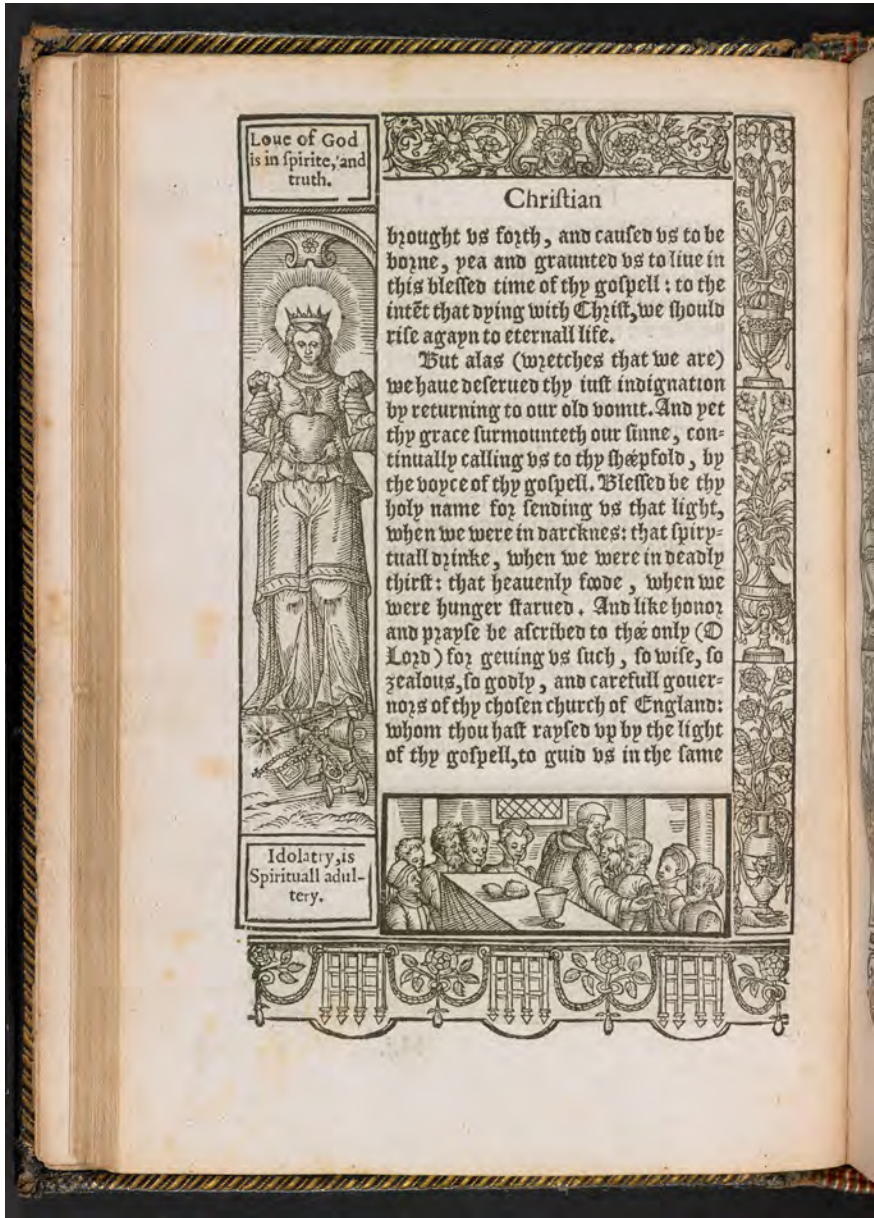 Loue of God
is in ſpirite, and
truth.
Chriſtian
brought vs forth, and cauſed vs to be
borne, yea and graunted vs to liue in
this bleſſed time of thy goſpell: to the
intēt that dying with Chriſt, we ſhould
riſe agayn to eternall life.
But alas (wretches that we are)
we haue deſerued thy iuſt indignation
by returning to our old vomit. And yet
thy grace ſurmounteth our ſinne, con=
tinually calling vs to thy ſhéepfold, by
the voyce of thy goſpell. Bleſſed be thy
holy name for ſending vs that light,
when we were in darcknes: that ſpiry=
tuall drinke, when we were in deadly
thirſt: that heauenly foode, when we
were hunger ſtarued. And like honor
and prayſe be aſcribed to thée only (O
Lord) for geuing vs ſuch, ſo wiſe, ſo
zealous, ſo godly, and carefull gouer=
nors of thy choſen church of England:
whom thou haſt rayſed vp by the light
of thy goſpell, to guid vs in the ſame
Idolatry, is
Spirituall adul-
tery.